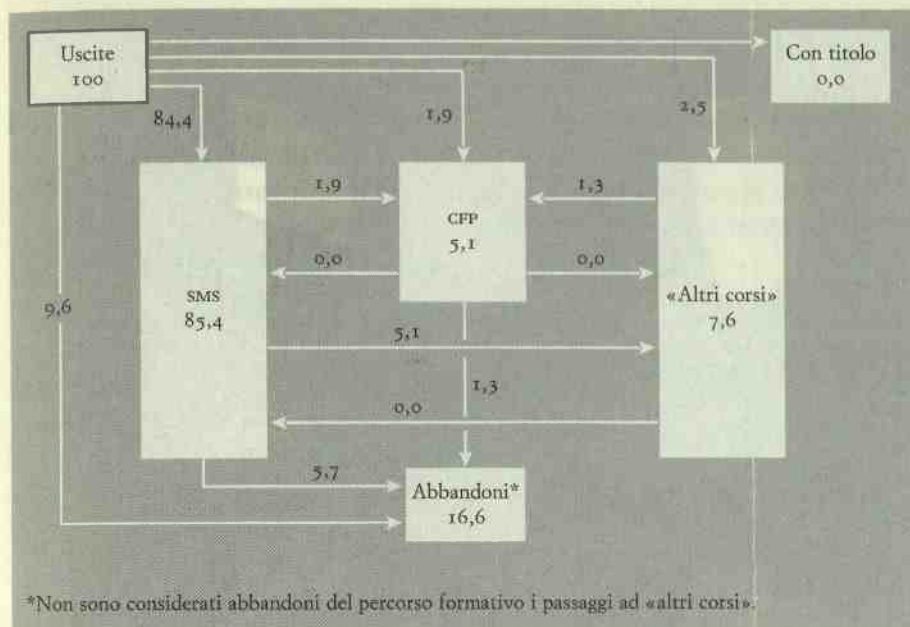 Uscite
100
Con titolo
0,0
84,4
1,9
2,5
1,9
1,3
CFP
5,1
0,0
0,0
9,6
SMS
85,4
«Altri corsi»
7,6
5,1
1,3
0,0
5,7
Abbandoni*
16,6
*Non sono considerati abbandoni del percorso formativo i passaggi ad «altri corsi».